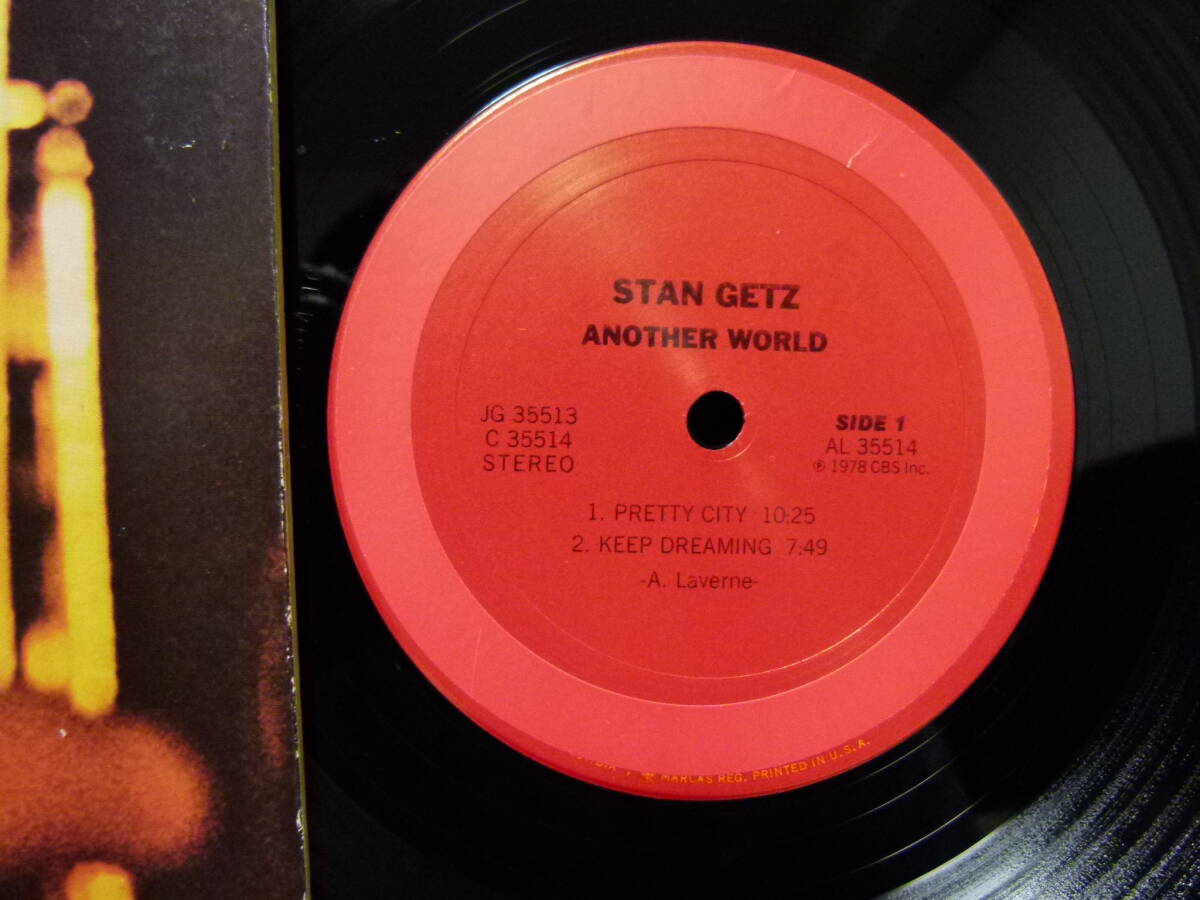 STAN GETZ
ANOTHER WORLD
JG 35513
C 35514
STEREO
SIDE 1
AL 35514
℗ 1978 CBS Inc.
1. PRETTY CITY 10:25
2. KEEP DREAMING 7:49
-A. Laverne-
MARCAS REG. PRINTED IN U.S.A.